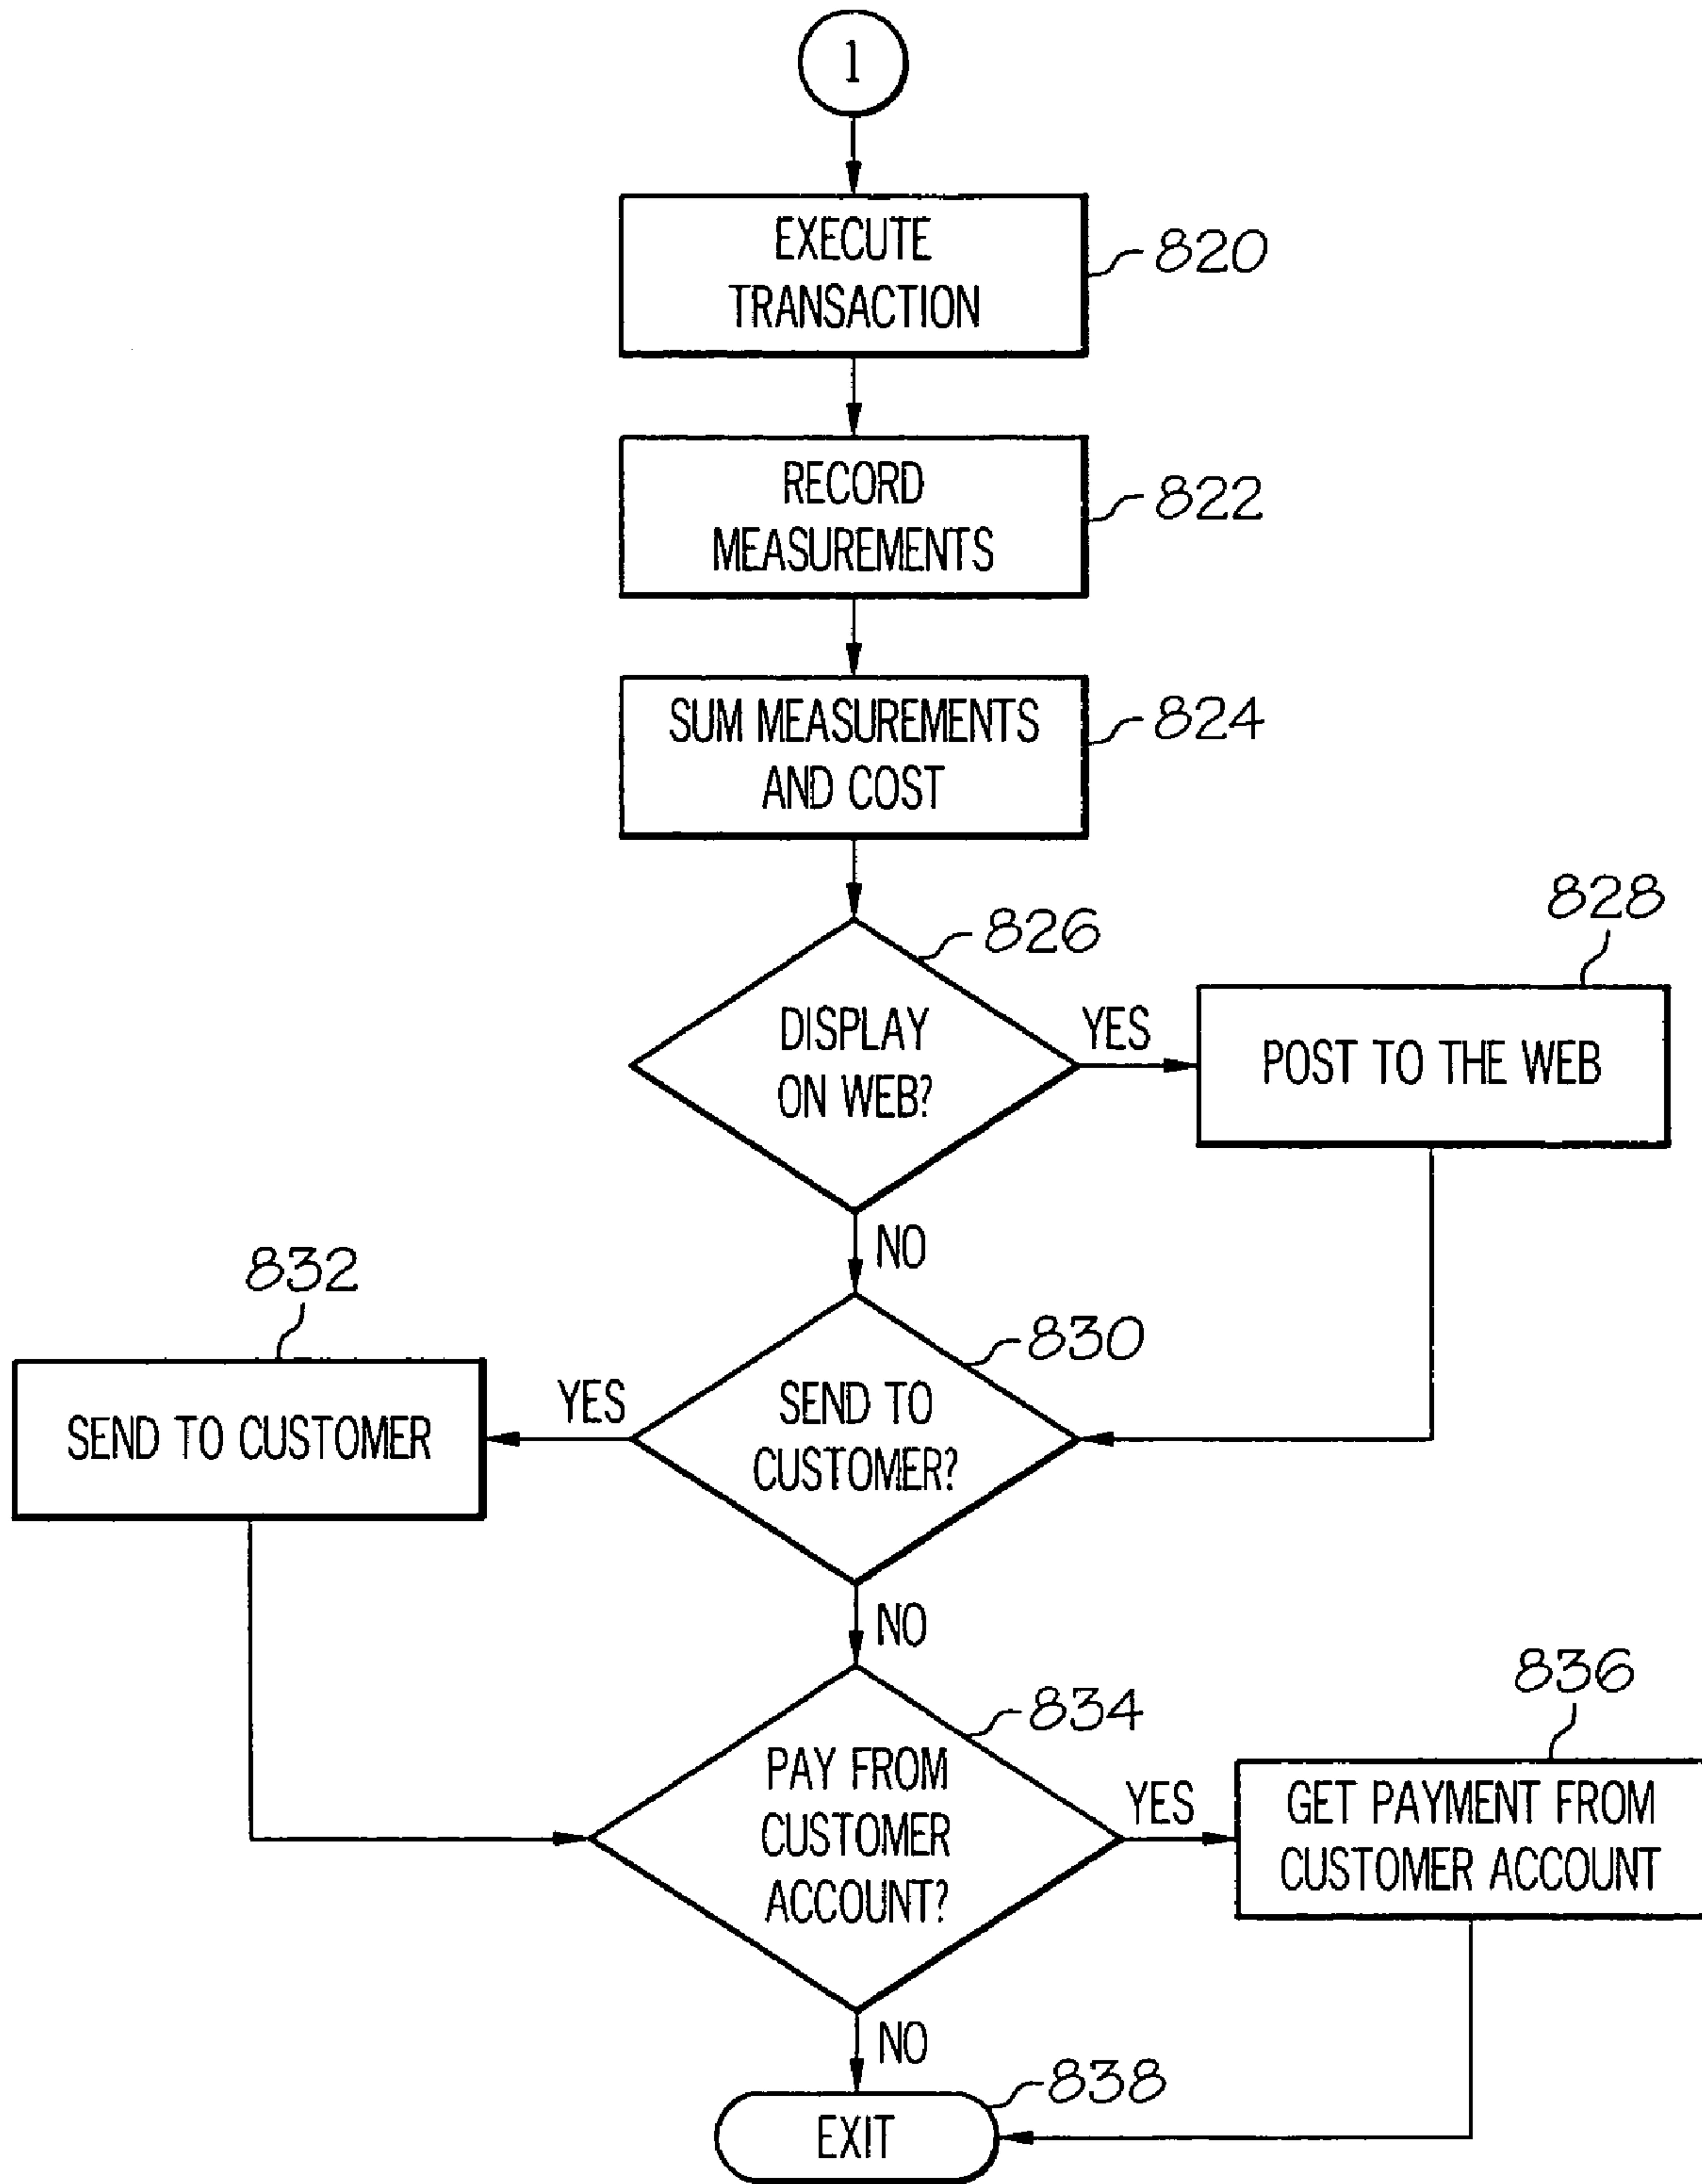 1
EXECUTE
TRANSACTION
820
RECORD
MEASUREMENTS
822
SUM MEASUREMENTS
AND COST
824
826
DISPLAY
ON WEB?
YES
828
POST TO THE WEB
NO
830
SEND TO
CUSTOMER?
YES
832
SEND TO CUSTOMER
NO
834
PAY FROM
CUSTOMER
ACCOUNT?
YES
836
GET PAYMENT FROM
CUSTOMER ACCOUNT
NO
838
EXIT